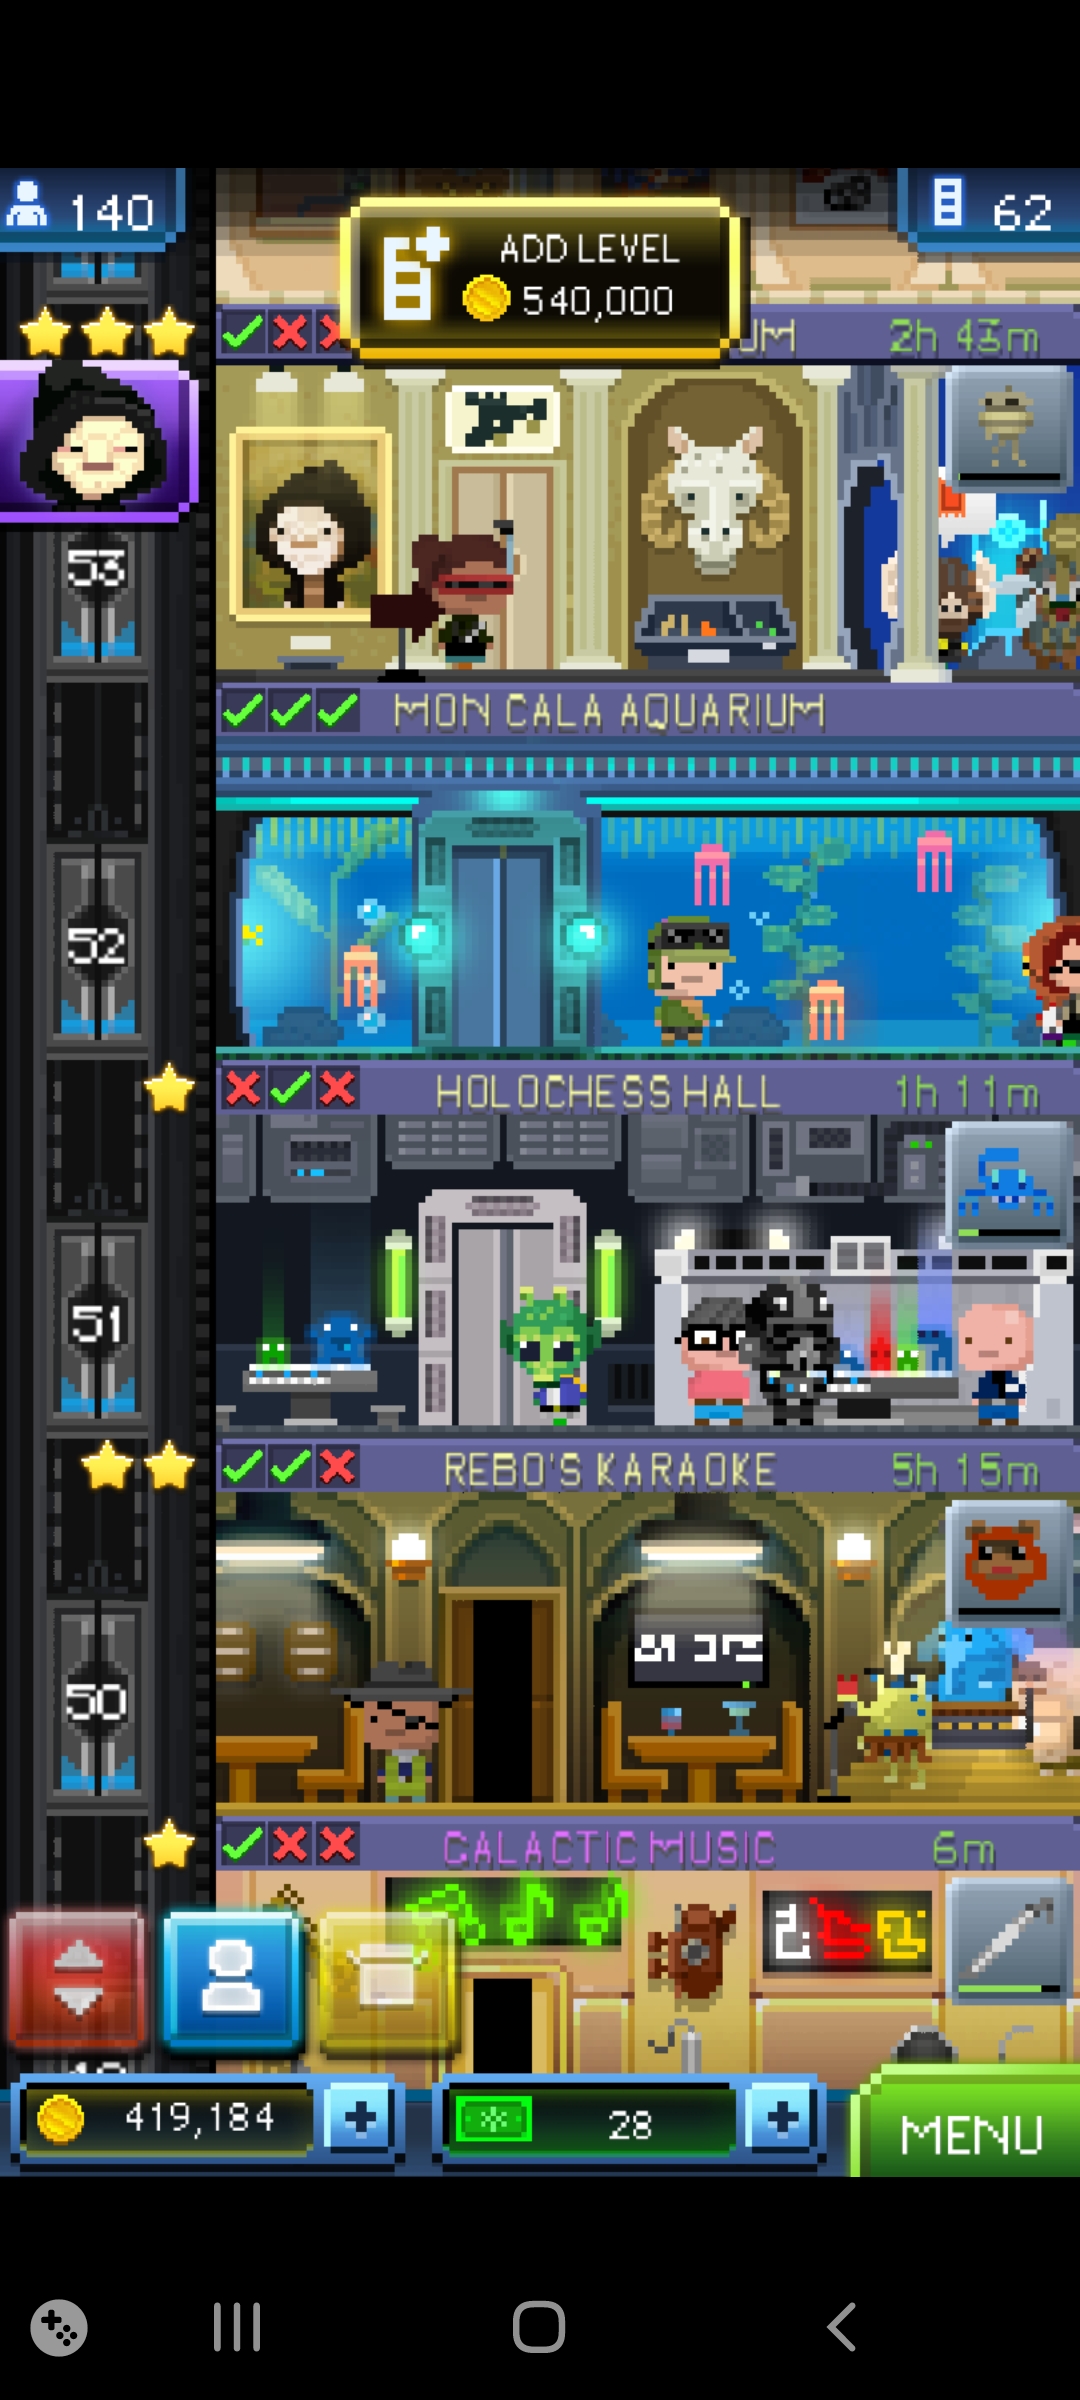 140
62
ADD LEVEL
540,000
UM 2h 43m
53
MON CALA AQUARIUM
52
HOLOCHESS HALL 1h 11m
51
REBO'S KARAOKE 5h 15m
50
GALACTIC MUSIC 6m
419,184
28
MENU